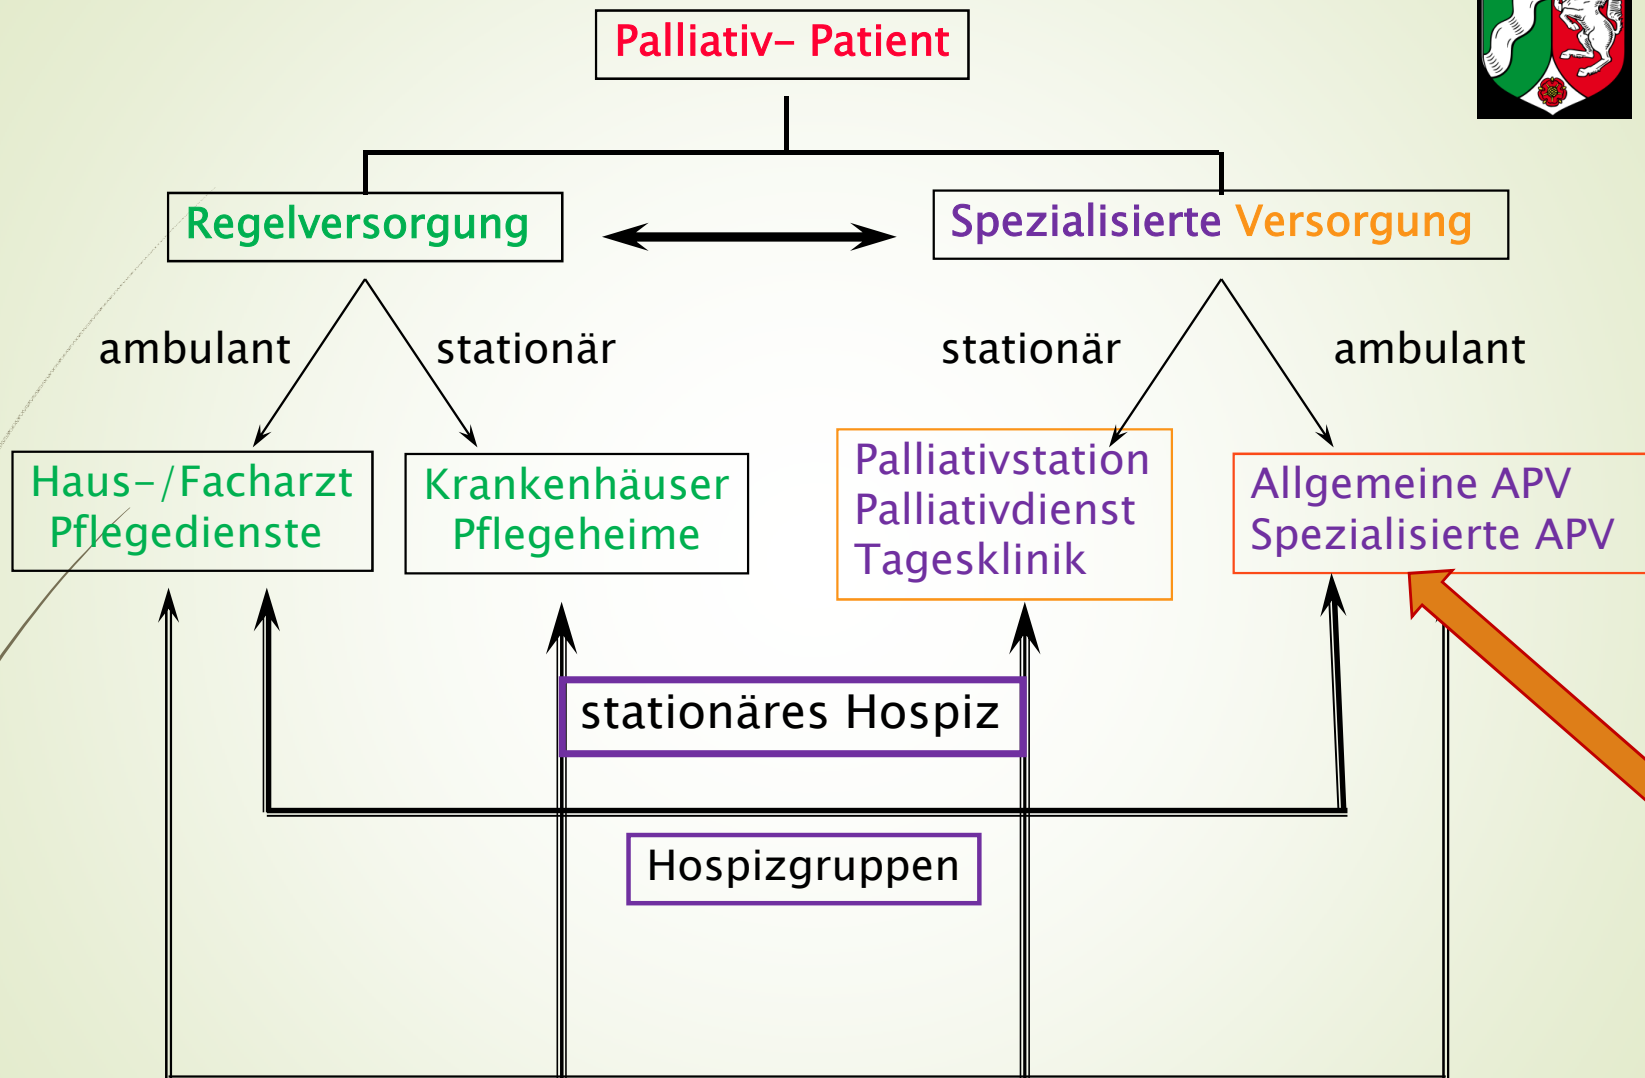 Palliativ- Patient
Regelversorgung
Spezialisierte Versorgung
ambulant
stationär
stationär
ambulant
Haus-/Facharzt
Pflegedienste
Krankenhäuser
Pflegeheime
Palliativstation
Palliativdienst
Tagesklinik
Allgemeine APV
Spezialisierte APV
stationäres Hospiz
Hospizgruppen